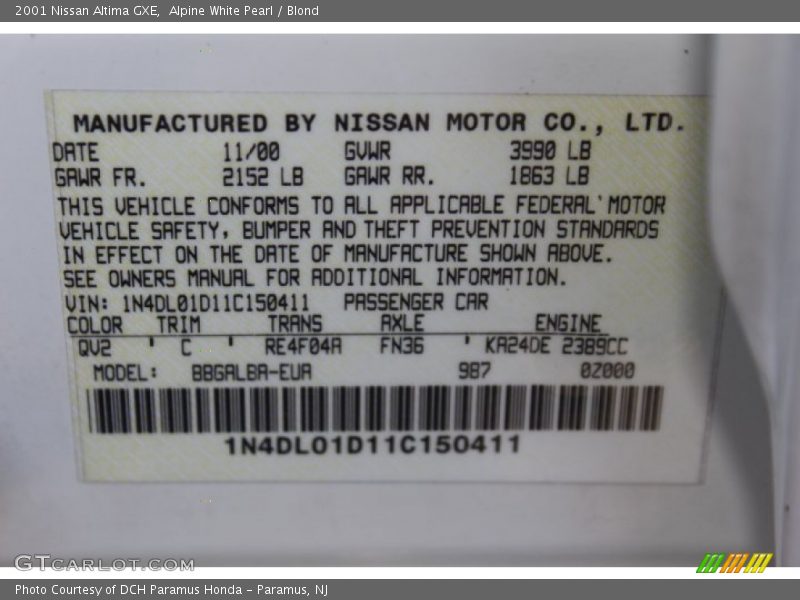 2001 Nissan Altima GXE,  Alpine White Pearl / Blond
MANUFACTURED BY NISSAN MOTOR CO., LTD.
DATE 11/00 GVWR 3990 LB
GAWR FR. 2152 LB GAWR RR. 1863 LB
THIS VEHICLE CONFORMS TO ALL APPLICABLE FEDERAL MOTOR
VEHICLE SAFETY, BUMPER AND THEFT PREVENTION STANDARDS
IN EFFECT ON THE DATE OF MANUFACTURE SHOWN ABOVE.
SEE OWNERS MANUAL FOR ADDITIONAL INFORMATION.
VIN: 1N4DL01D11C150411 PASSENGER CAR
COLOR TRIM TRANS AXLE ENGINE
QV2 ' C ' RE4F04A FN36 ' KA24DE 2389CC
MODEL: BBGALBA-EUA 987 0Z000
1N4DL01D11C150411
GTCARLOT.COM
Photo Courtesy of DCH Paramus Honda - Paramus, NJ